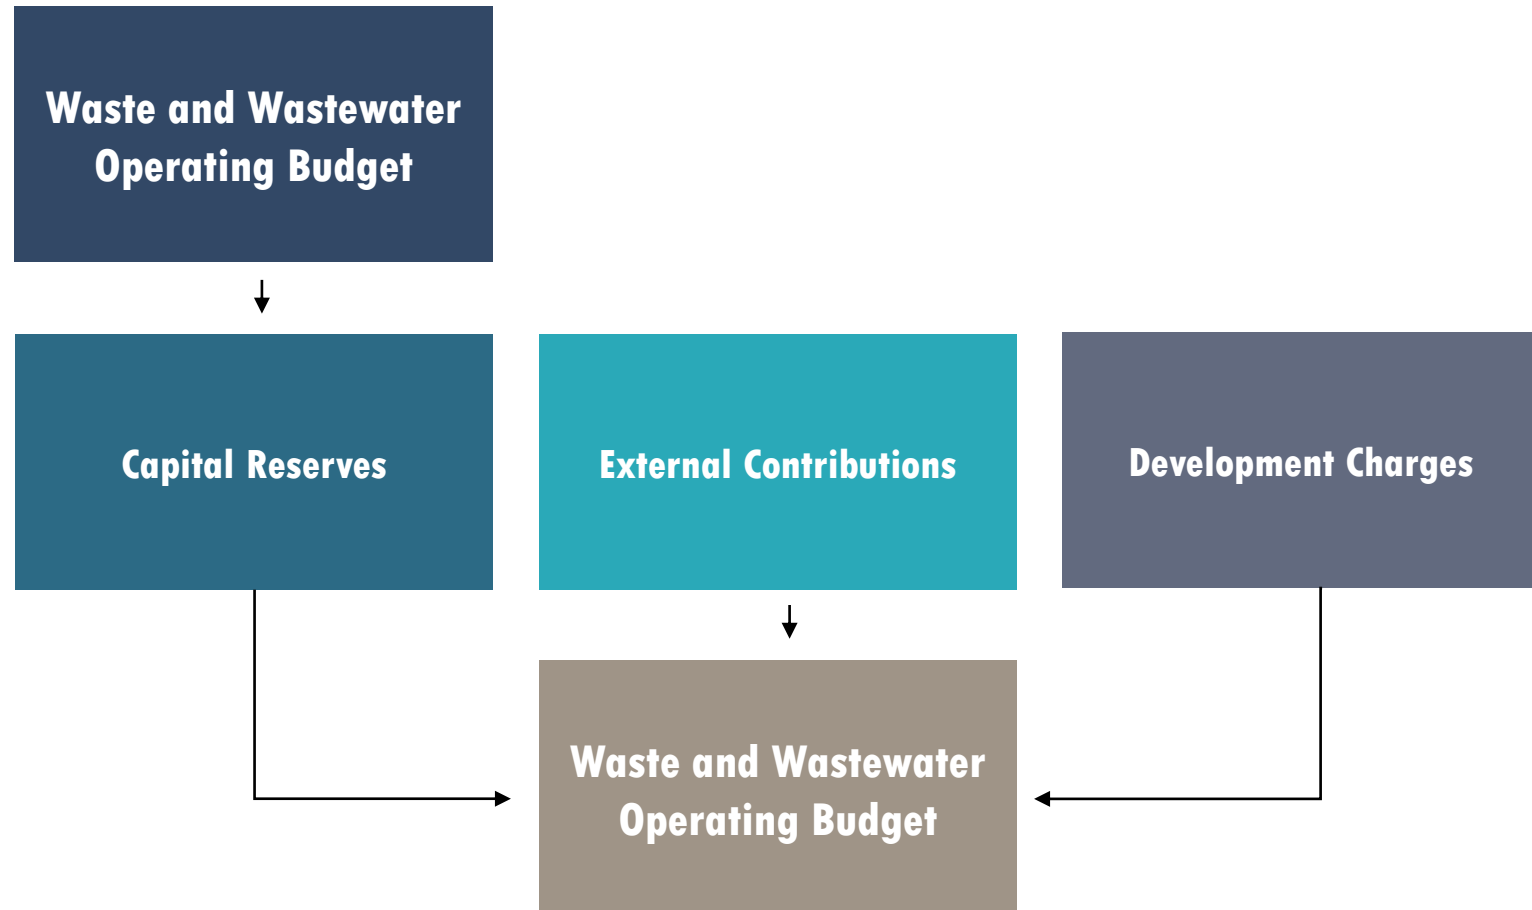 Waste and Wastewater
Operating Budget
Capital Reserves
External Contributions
Development Charges
Waste and Wastewater
Operating Budget